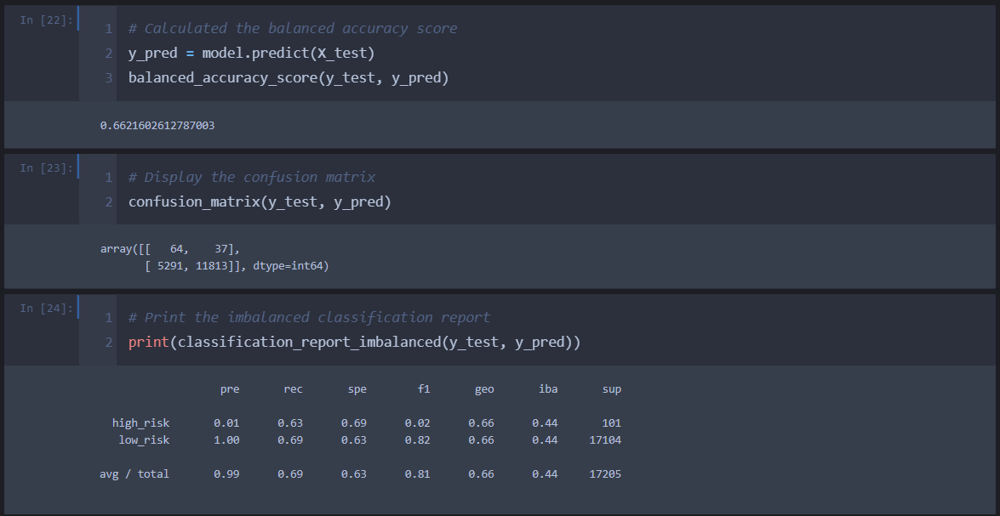 In [22]:
1 # Calculated the balanced accuracy score
2 y_pred = model.predict(X_test)
3 balanced_accuracy_score(y_test, y_pred)
0.6621602612787003
In [23]:
1 # Display the confusion matrix
2 confusion_matrix(y_test, y_pred)
array([[   64,    37],
       [ 5291, 11813]], dtype=int64)
In [24]:
1 # Print the imbalanced classification report
2 print(classification_report_imbalanced(y_test, y_pred))
pre rec spe f1 geo iba sup
high_risk 0.01 0.63 0.69 0.02 0.66 0.44 101
low_risk 1.00 0.69 0.63 0.82 0.66 0.44 17104
avg / total 0.99 0.69 0.63 0.81 0.66 0.44 17205